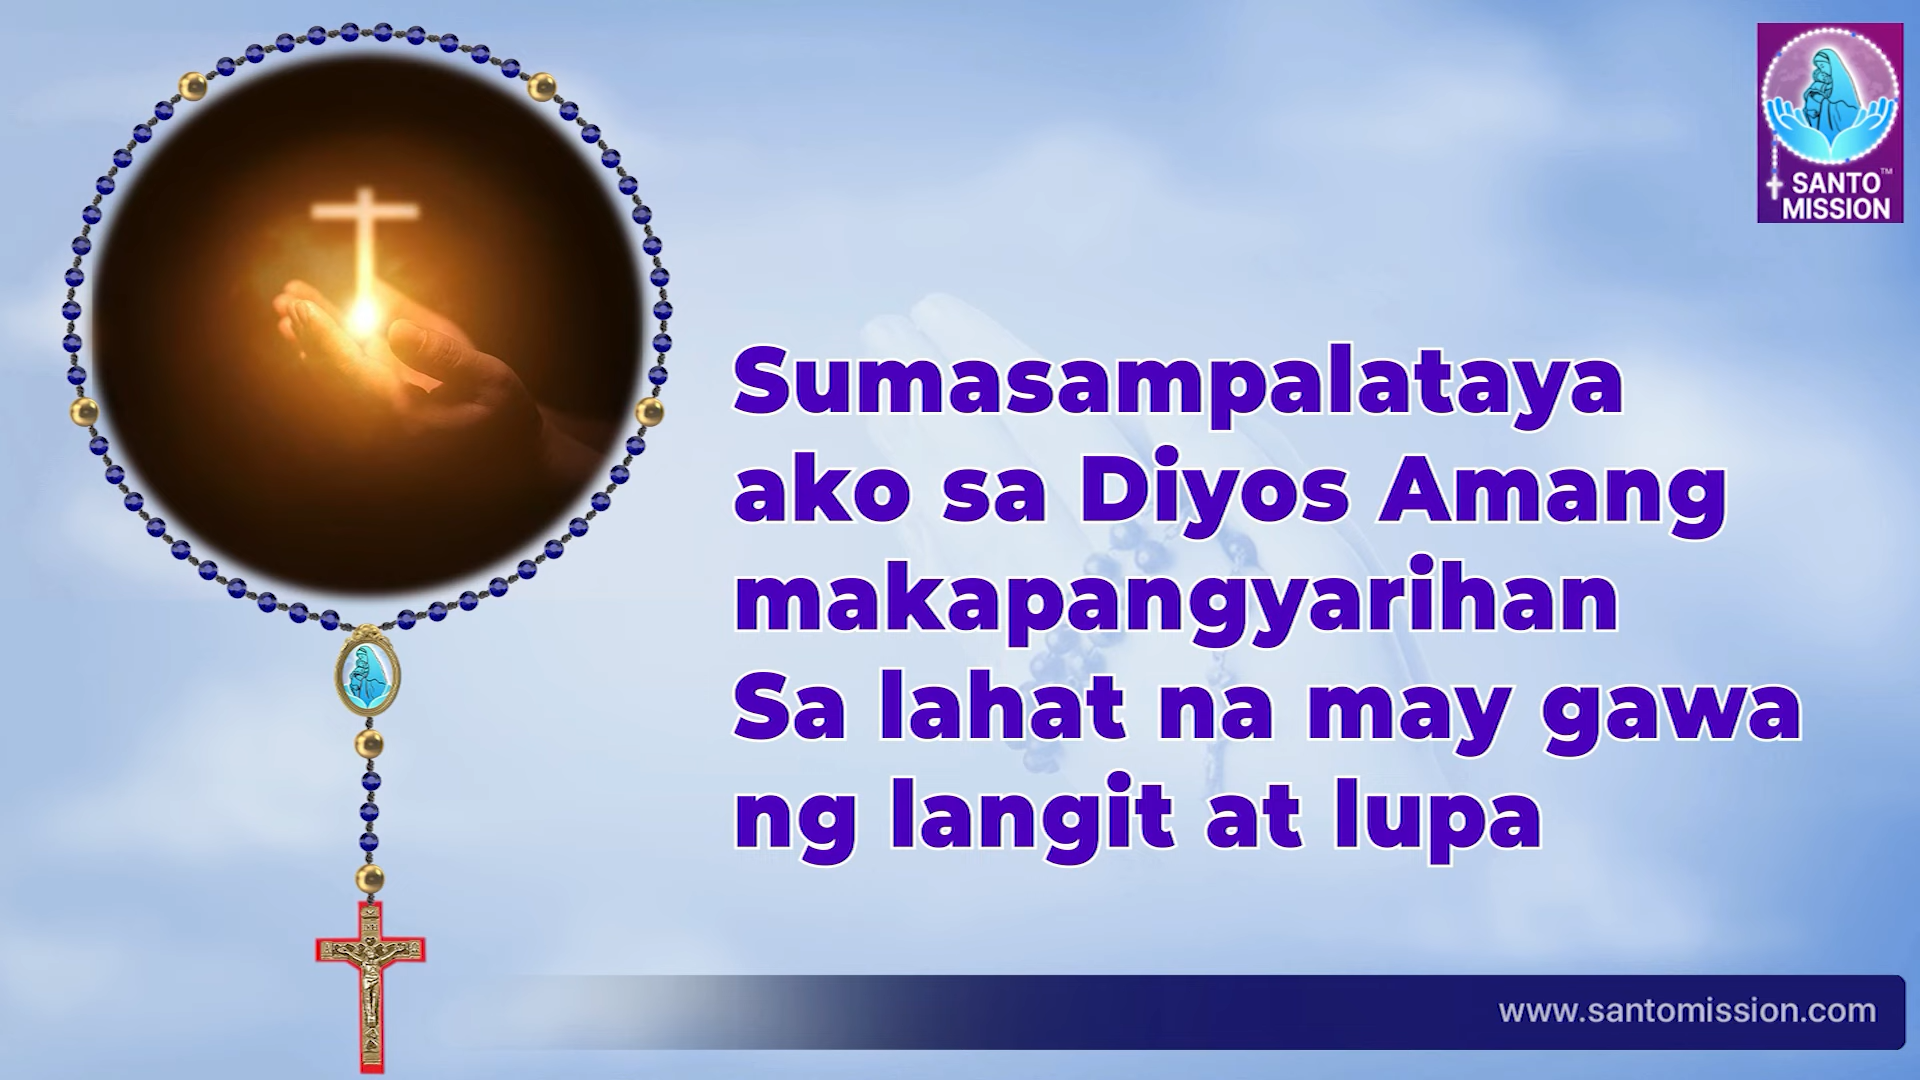 SANTO™
MISSION
Sumasampalataya
ako sa Diyos Amang
makapangyarihan
Sa lahat na may gawa
ng langit at lupa
www.santomission.com